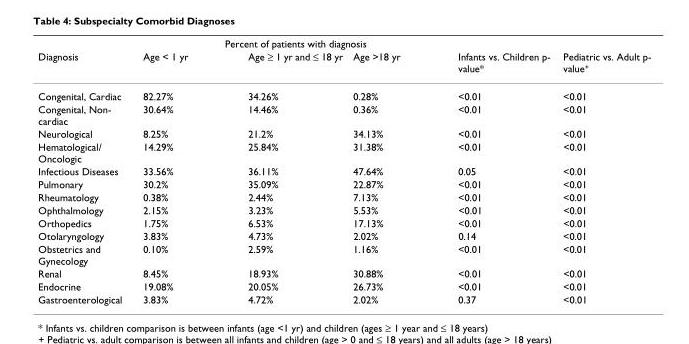 Table 4: Subspecialty Comorbid Diagnoses
Percent of patients with diagnosis
Diagnosis Age < 1 yr Age ≥ 1 yr and ≤ 18 yr Age >18 yr Infants vs. Children p- Pediatric vs. Adult p-
value* value+
Congenital, Cardiac 82.27% 34.26% 0.28% <0.01 <0.01
Congenital, Non- 30.64% 14.46% 0.36% <0.01 <0.01
cardiac
Neurological 8.25% 21.2% 34.13% <0.01 <0.01
Hematological/ 14.29% 25.84% 31.38% <0.01 <0.01
Oncologic
Infectious Diseases 33.56% 36.11% 47.64% 0.05 <0.01
Pulmonary 30.2% 35.09% 22.87% <0.01 <0.01
Rheumatology 0.38% 2.44% 7.13% <0.01 <0.01
Ophthalmology 2.15% 3.23% 5.53% <0.01 <0.01
Orthopedics 1.75% 6.53% 17.13% <0.01 <0.01
Otolaryngology 3.83% 4.73% 2.02% 0.14 <0.01
Obstetrics and 0.10% 2.59% 1.16% <0.01 <0.01
Gynecology
Renal 8.45% 18.93% 30.88% <0.01 <0.01
Endocrine 19.08% 20.05% 26.73% <0.01 <0.01
Gastroenterological 3.83% 4.72% 2.02% 0.37 <0.01
* Infants vs. children comparison is between infants (age <1 yr) and children (ages ≥ 1 year and ≤ 18 years)
+ Pediatric vs. adult comparison is between all infants and children (age > 0 and ≤ 18 years) and all adults (age > 18 years)